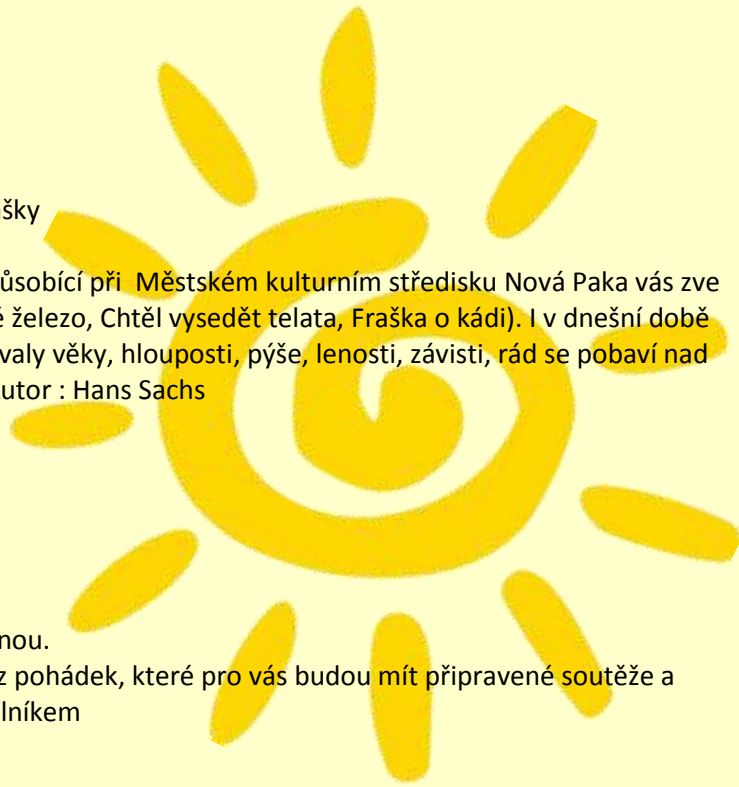 ašky
ůsobící při Městském kulturním středisku Nová Paka vás zve
é železo, Chtěl vysedět telata, Fraška o kádi). I v dnešní době
valy věky, hlouposti, pýše, lenosti, závisti, rád se pobaví nad
utor : Hans Sachs
nou.
z pohádek, které pro vás budou mít připravené soutěže a
lníkem